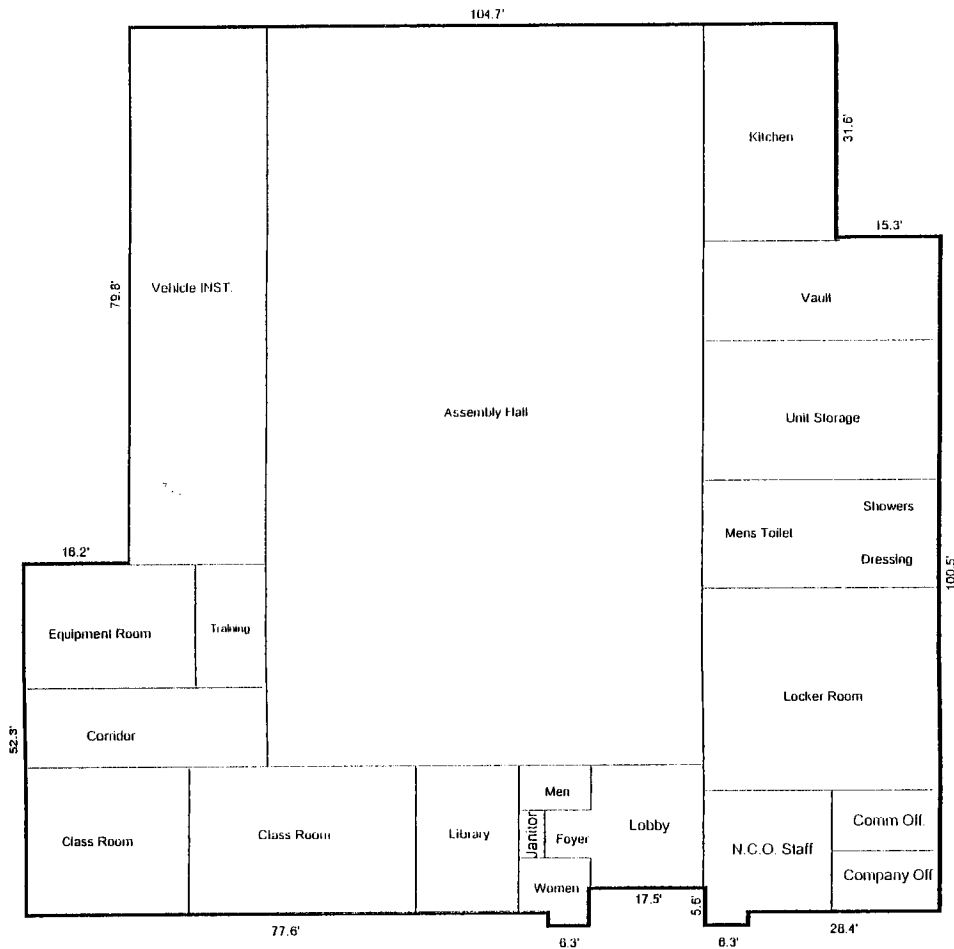 104.7'
Kitchen
31.6'
15.3'
79.8'
Vehicle INST.
Vault
Assembly Hall
Unit Storage
Showers
Mens Toilet
Dressing
16.2'
100.5'
Equipment Room
Training
Locker Room
52.3'
Corridor
Men
Class Room
Class Room
Library
Janitor
Foyer
Lobby
N.C.O. Staff
Comm Off.
Women
Company Off
17.5'
5.6'
77.6'
6.3'
6.3'
28.4'